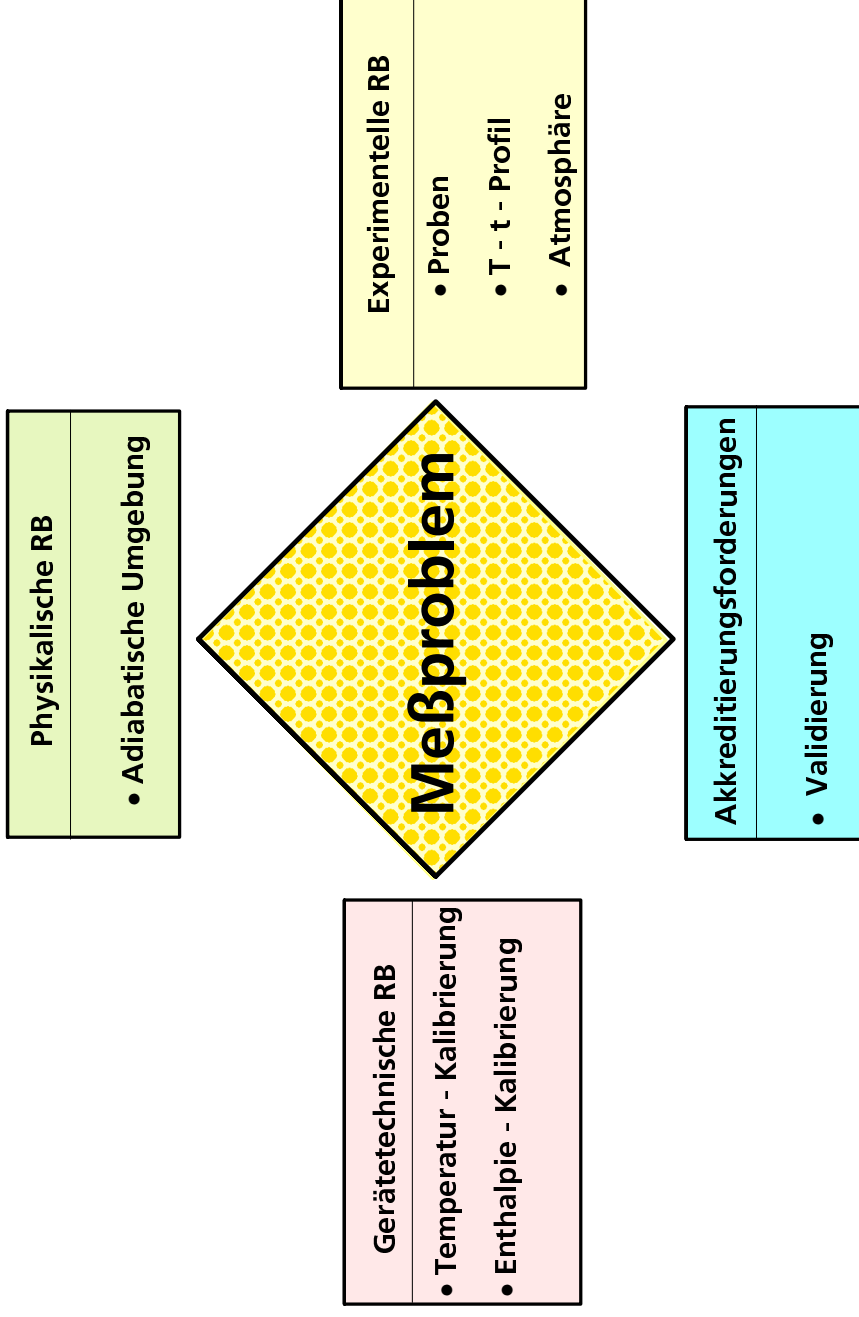 Physikalische RB
• Adiabatische Umgebung
Gerätetechnische RB
• Temperatur - Kalibrierung
• Enthalpie - Kalibrierung
Meßproblem
Experimentelle RB
• Proben
• T - t - Profil
• Atmosphäre
Akkreditierungsforderungen
• Validierung